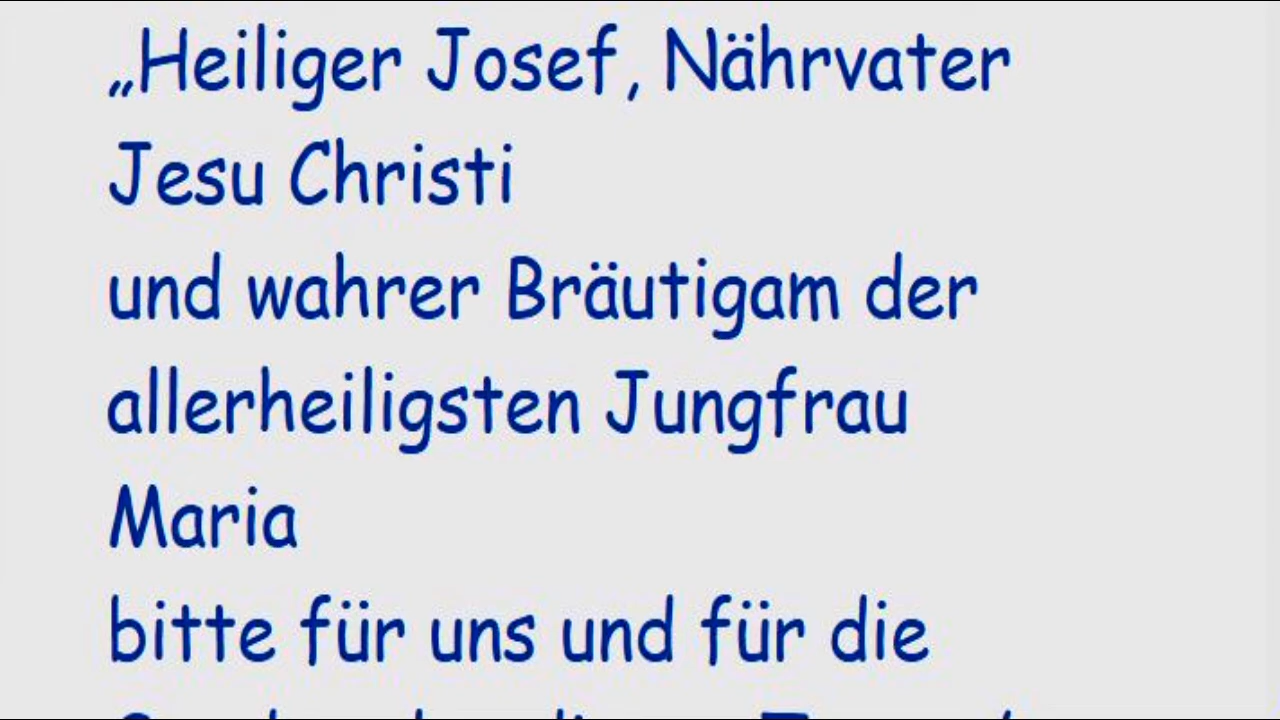 „Heiliger Josef, Nährvater
Jesu Christi
und wahrer Bräutigam der
allerheiligsten Jungfrau
Maria
bitte für uns und für die